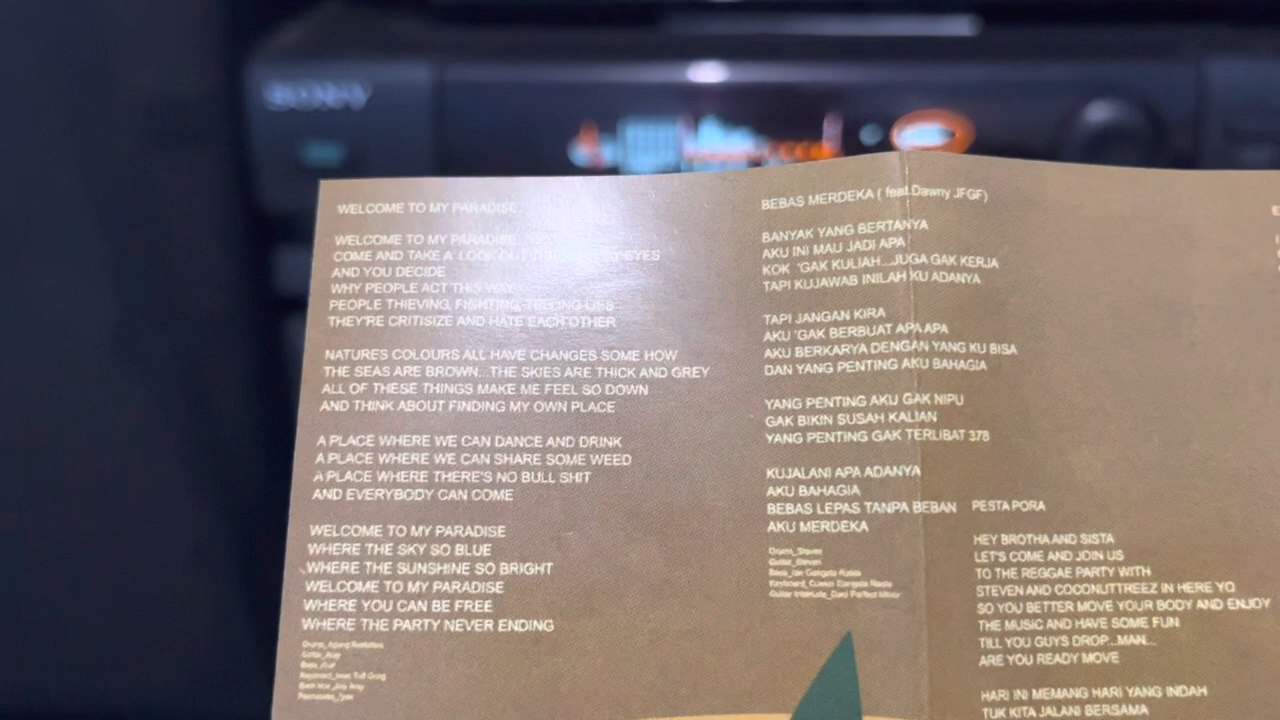 SONY
WELCOME TO MY PARADISE
WELCOME TO MY PARADISE
COME AND TAKE A LOOK OUT EYES
AND YOU DECIDE
WHY PEOPLE ACT THIS WAY
PEOPLE THIEVING, FIGHTING, TELLING LIES
THEY'RE CRITISIZE AND HATE EACH OTHER
NATURES COLOURS ALL HAVE CHANGES SOME HOW
THE SEAS ARE BROWN...THE SKIES ARE THICK AND GREY
ALL OF THESE THINGS MAKE ME FEEL SO DOWN
AND THINK ABOUT FINDING MY OWN PLACE
A PLACE WHERE WE CAN DANCE AND DRINK
A PLACE WHERE WE CAN SHARE SOME WEED
A PLACE WHERE THERE'S NO BULL SHIT
AND EVERYBODY CAN COME
WELCOME TO MY PARADISE
WHERE THE SKY SO BLUE
WHERE THE SUNSHINE SO BRIGHT
WELCOME TO MY PARADISE
WHERE YOU CAN BE FREE
WHERE THE PARTY NEVER ENDING
BEBAS MERDEKA ( feat.Dawny JFGF)
BANYAK YANG BERTANYA
AKU INI MAU JADI APA
KOK 'GAK KULIAH...JUGA GAK KERJA
TAPI KUJAWAB INILAH KU ADANYA
TAPI JANGAN KIRA
AKU 'GAK BERBUAT APA APA
AKU BERKARYA DENGAN YANG KU BISA
DAN YANG PENTING AKU BAHAGIA
YANG PENTING AKU GAK NIPU
GAK BIKIN SUSAH KALIAN
YANG PENTING GAK TERLIBAT 378
KUJALANI APA ADANYA
AKU BAHAGIA
BEBAS LEPAS TANPA BEBAN
AKU MERDEKA
Drums_Steven
Guitar_Steven
PESTA PORA
HEY BROTHA AND SISTA
LET'S COME AND JOIN US
TO THE REGGAE PARTY WITH
STEVEN AND COCONUTTREEZ IN HERE YO
SO YOU BETTER MOVE YOUR BODY AND ENJOY
THE MUSIC AND HAVE SOME FUN
TILL YOU GUYS DROP...MAN...
ARE YOU READY MOVE
HARI INI MEMANG HARI YANG INDAH
TUK KITA JALANI BERSAMA